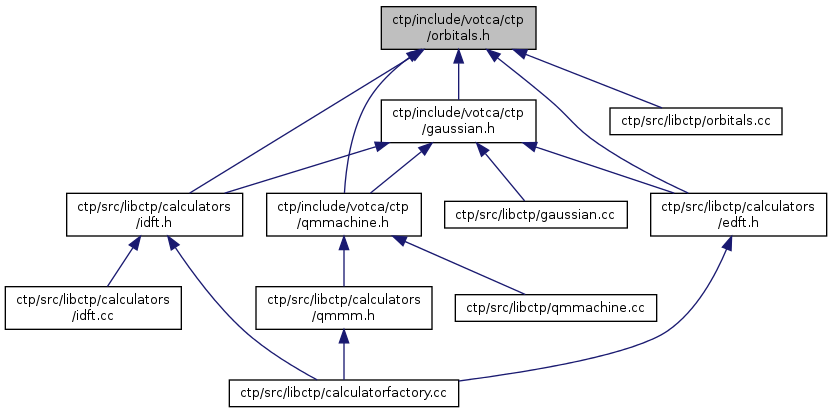 ctp/include/votca/ctp
/orbitals.h
ctp/include/votca/ctp
/gaussian.h
ctp/src/libctp/orbitals.cc
ctp/src/libctp/calculators
/idft.h
ctp/include/votca/ctp
/qmmachine.h
ctp/src/libctp/gaussian.cc
ctp/src/libctp/calculators
/edft.h
ctp/src/libctp/calculators
/idft.cc
ctp/src/libctp/calculators
/qmmm.h
ctp/src/libctp/qmmachine.cc
ctp/src/libctp/calculatorfactory.cc